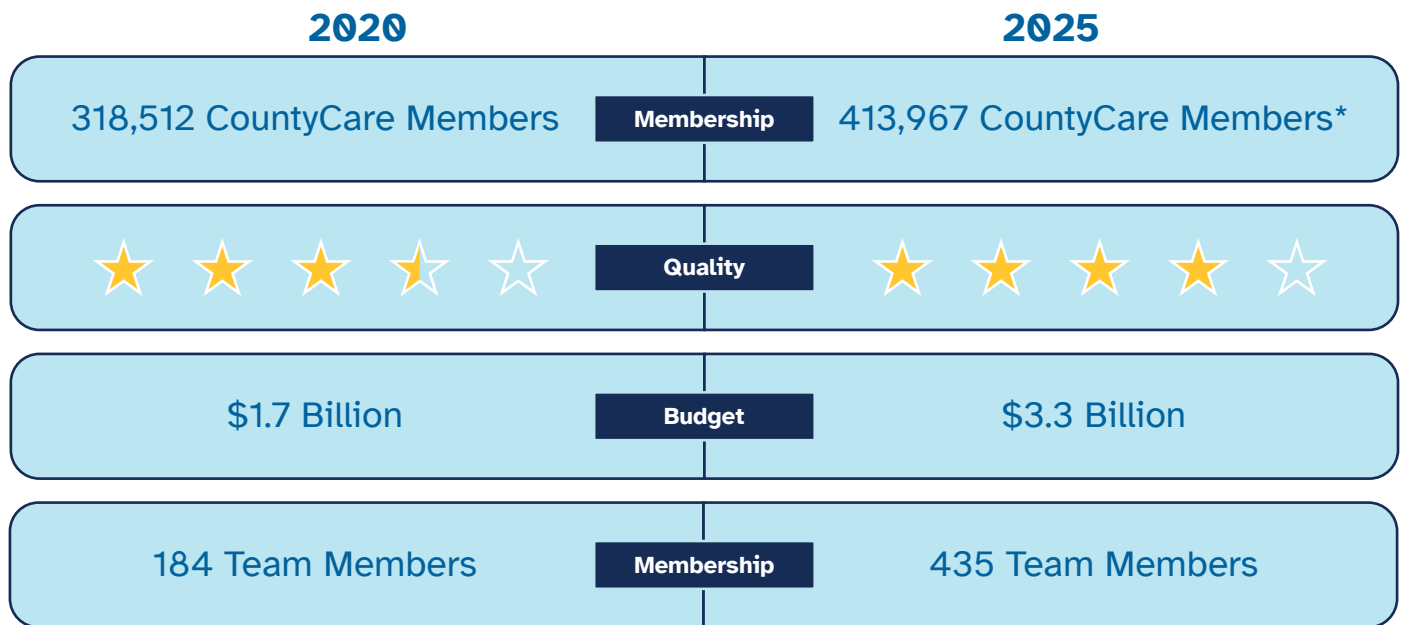 2020 2025
318,512 CountyCare Members Membership 413,967 CountyCare Members*
Quality
$1.7 Billion Budget $3.3 Billion
184 Team Members Membership 435 Team Members